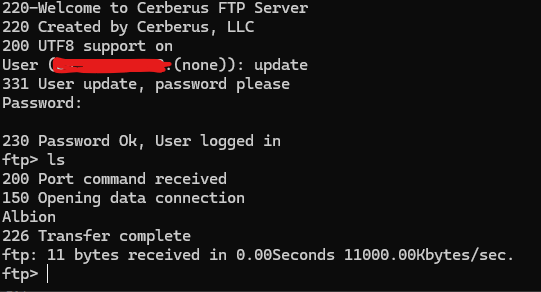 220-Welcome to Cerberus FTP Server
220 Created by Cerberus, LLC
200 UTF8 support on
User (:(none)): update
331 User update, password please
Password:
230 Password Ok, User logged in
ftp> ls
200 Port command received
150 Opening data connection
Albion
226 Transfer complete
ftp: 11 bytes received in 0.00Seconds 11000.00Kbytes/sec.
ftp>